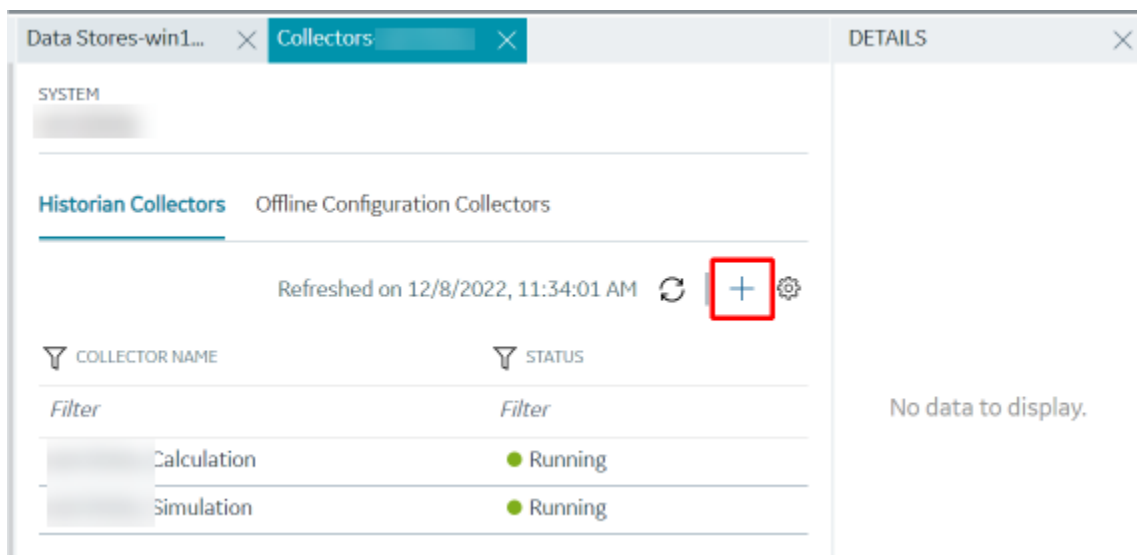 Data Stores-win1... Collectors- DETAILS
SYSTEM
Historian Collectors Offline Configuration Collectors
Refreshed on 12/8/2022, 11:34:01 AM
COLLECTOR NAME STATUS
Filter Filter
No data to display.
Calculation Running
Simulation Running